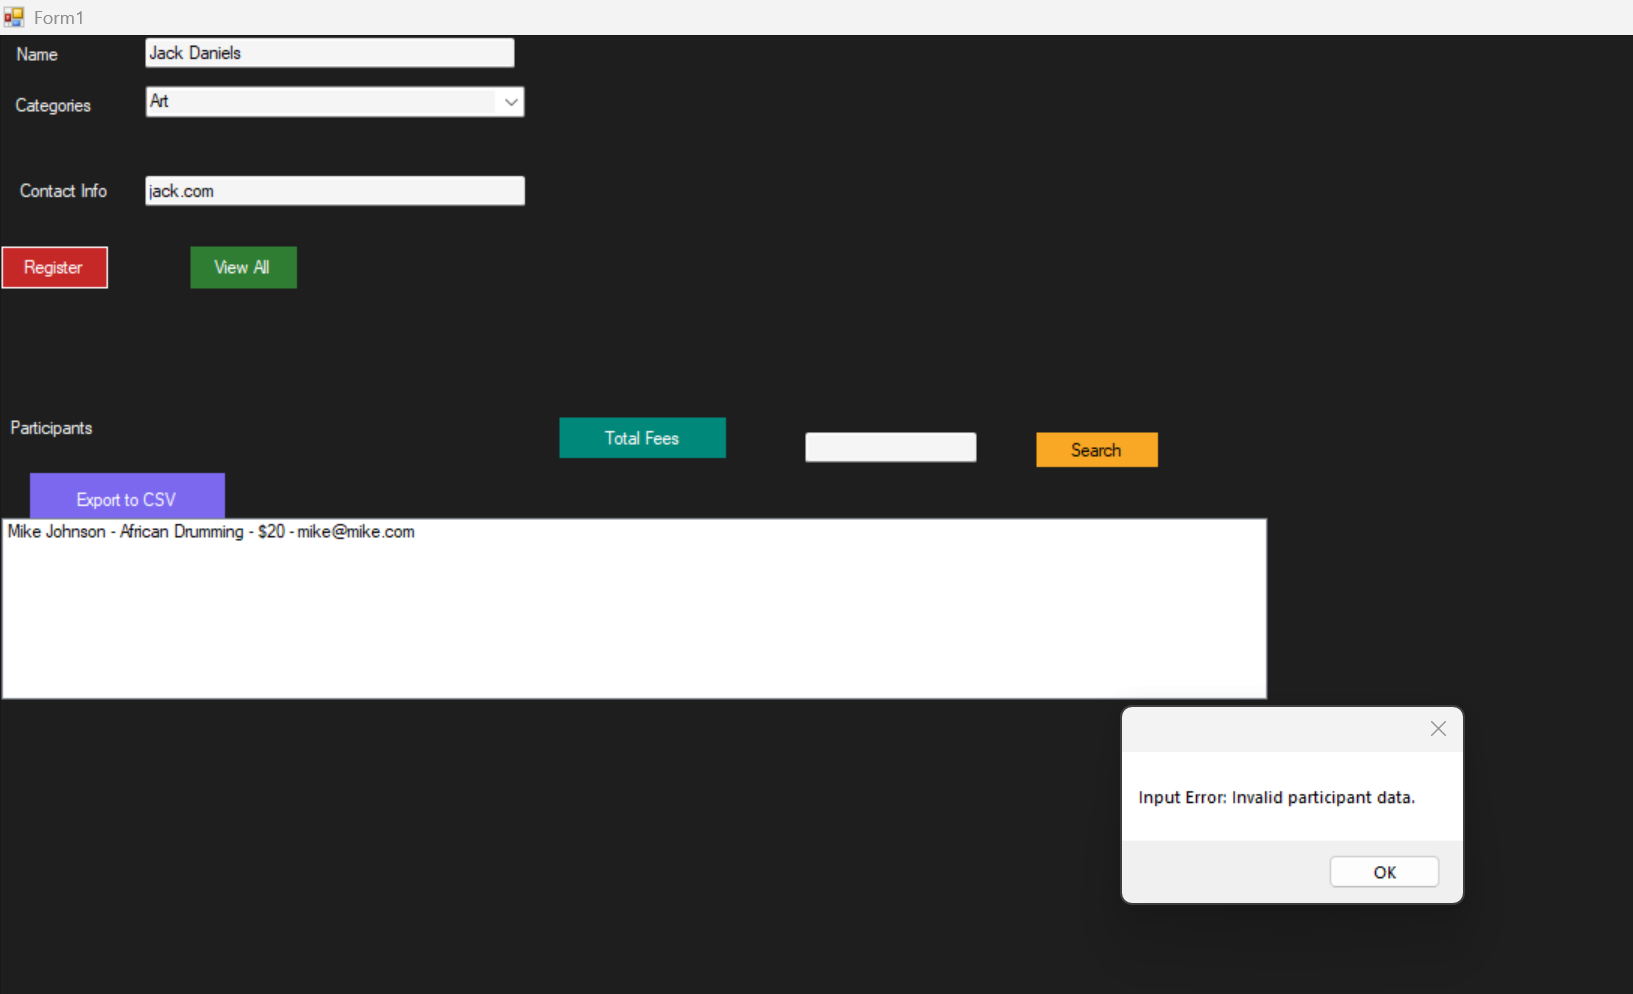 Form1
Name
Jack Daniels
Categories
Art
Contact Info
jack.com
Register
View All
Participants
Total Fees
Search
Export to CSV
Mike Johnson - African Drumming - $20 - mike@mike.com
Input Error: Invalid participant data.
OK